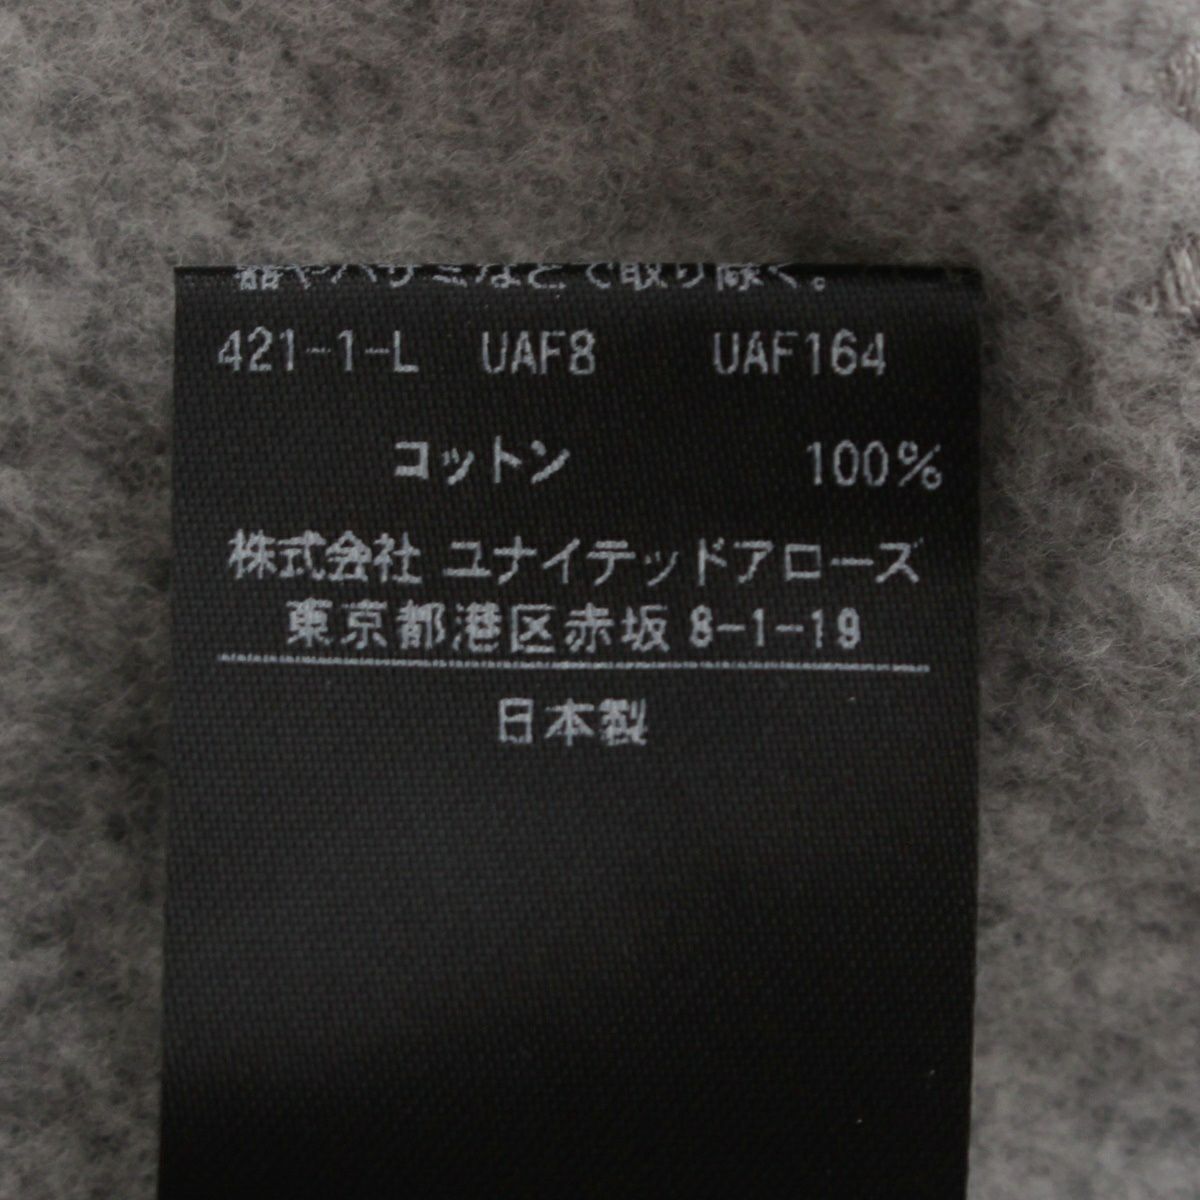 器やハサミなどで取り除く。
421-1-L UAF8 UAF164
コットン 100%
株式会社 ユナイテッドアローズ
東京都港区赤坂 8-1-19
日本製